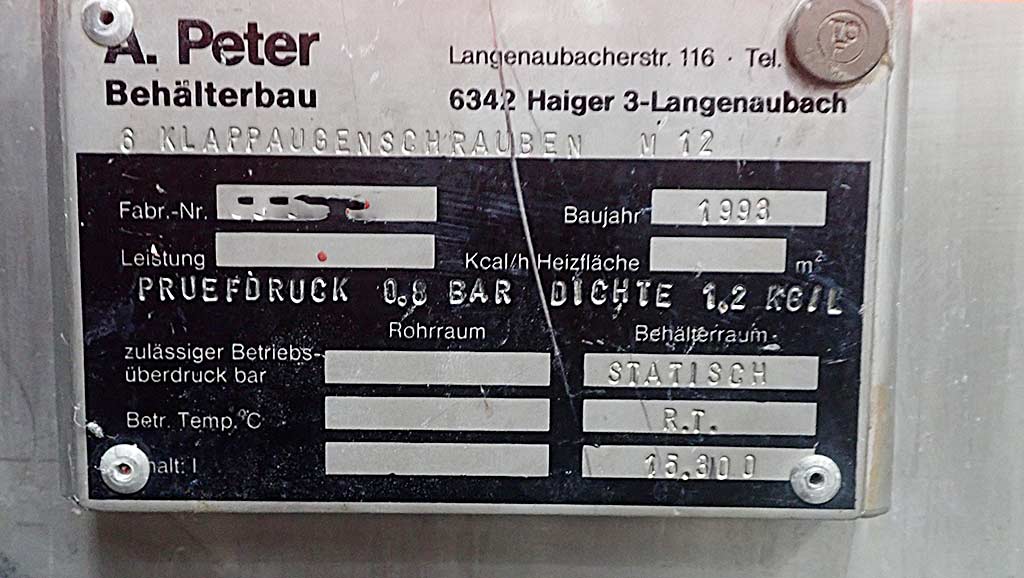 A. Peter
Behälterbau
Langenaubacherstr. 116 · Tel.
6342 Haiger 3-Langenaubach
6 KLAPPAUGENSCHRAUBEN M 12
Fabr.-Nr. Baujahr 1993
Leistung Kcal/h Heizfläche m²
PRUEFDRUCK 0,8 BAR DICHTE 1,2 KG/L
Rohrraum Behälterraum
zulässiger Betriebs-
überdruck bar STATISCH
Betr. Temp. °C R.T.
15.300